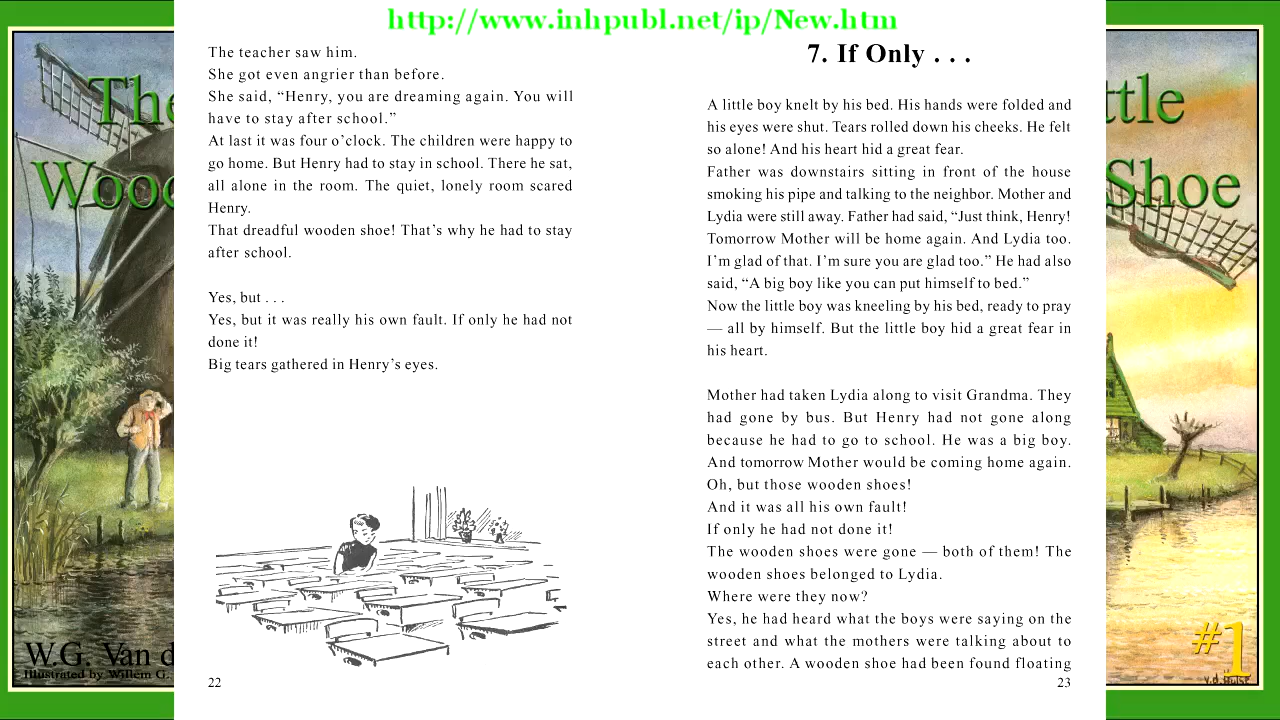 http://www.inhpubl.net/ip/New.htm
The
Wood
W.G. Van d
Illustrated by Willem G.
The teacher saw him.
She got even angrier than before.
She said, “Henry, you are dreaming again. You will
have to stay after school.”
At last it was four o’clock. The children were happy to
go home. But Henry had to stay in school. There he sat,
all alone in the room. The quiet, lonely room scared
Henry.
That dreadful wooden shoe! That’s why he had to stay
after school.
Yes, but . . .
Yes, but it was really his own fault. If only he had not
done it!
Big tears gathered in Henry’s eyes.
22
7. If Only . . .
A little boy knelt by his bed. His hands were folded and
his eyes were shut. Tears rolled down his cheeks. He felt
so alone! And his heart hid a great fear.
Father was downstairs sitting in front of the house
smoking his pipe and talking to the neighbor. Mother and
Lydia were still away. Father had said, “Just think, Henry!
Tomorrow Mother will be home again. And Lydia too.
I’m glad of that. I’m sure you are glad too.” He had also
said, “A big boy like you can put himself to bed.”
Now the little boy was kneeling by his bed, ready to pray
— all by himself. But the little boy hid a great fear in
his heart.
Mother had taken Lydia along to visit Grandma. They
had gone by bus. But Henry had not gone along
because he had to go to school. He was a big boy.
And tomorrow Mother would be coming home again.
Oh, but those wooden shoes!
And it was all his own fault!
If only he had not done it!
The wooden shoes were gone — both of them! The
wooden shoes belonged to Lydia.
Where were they now?
Yes, he had heard what the boys were saying on the
street and what the mothers were talking about to
each other. A wooden shoe had been found floating
23
ttle
Shoe
#1